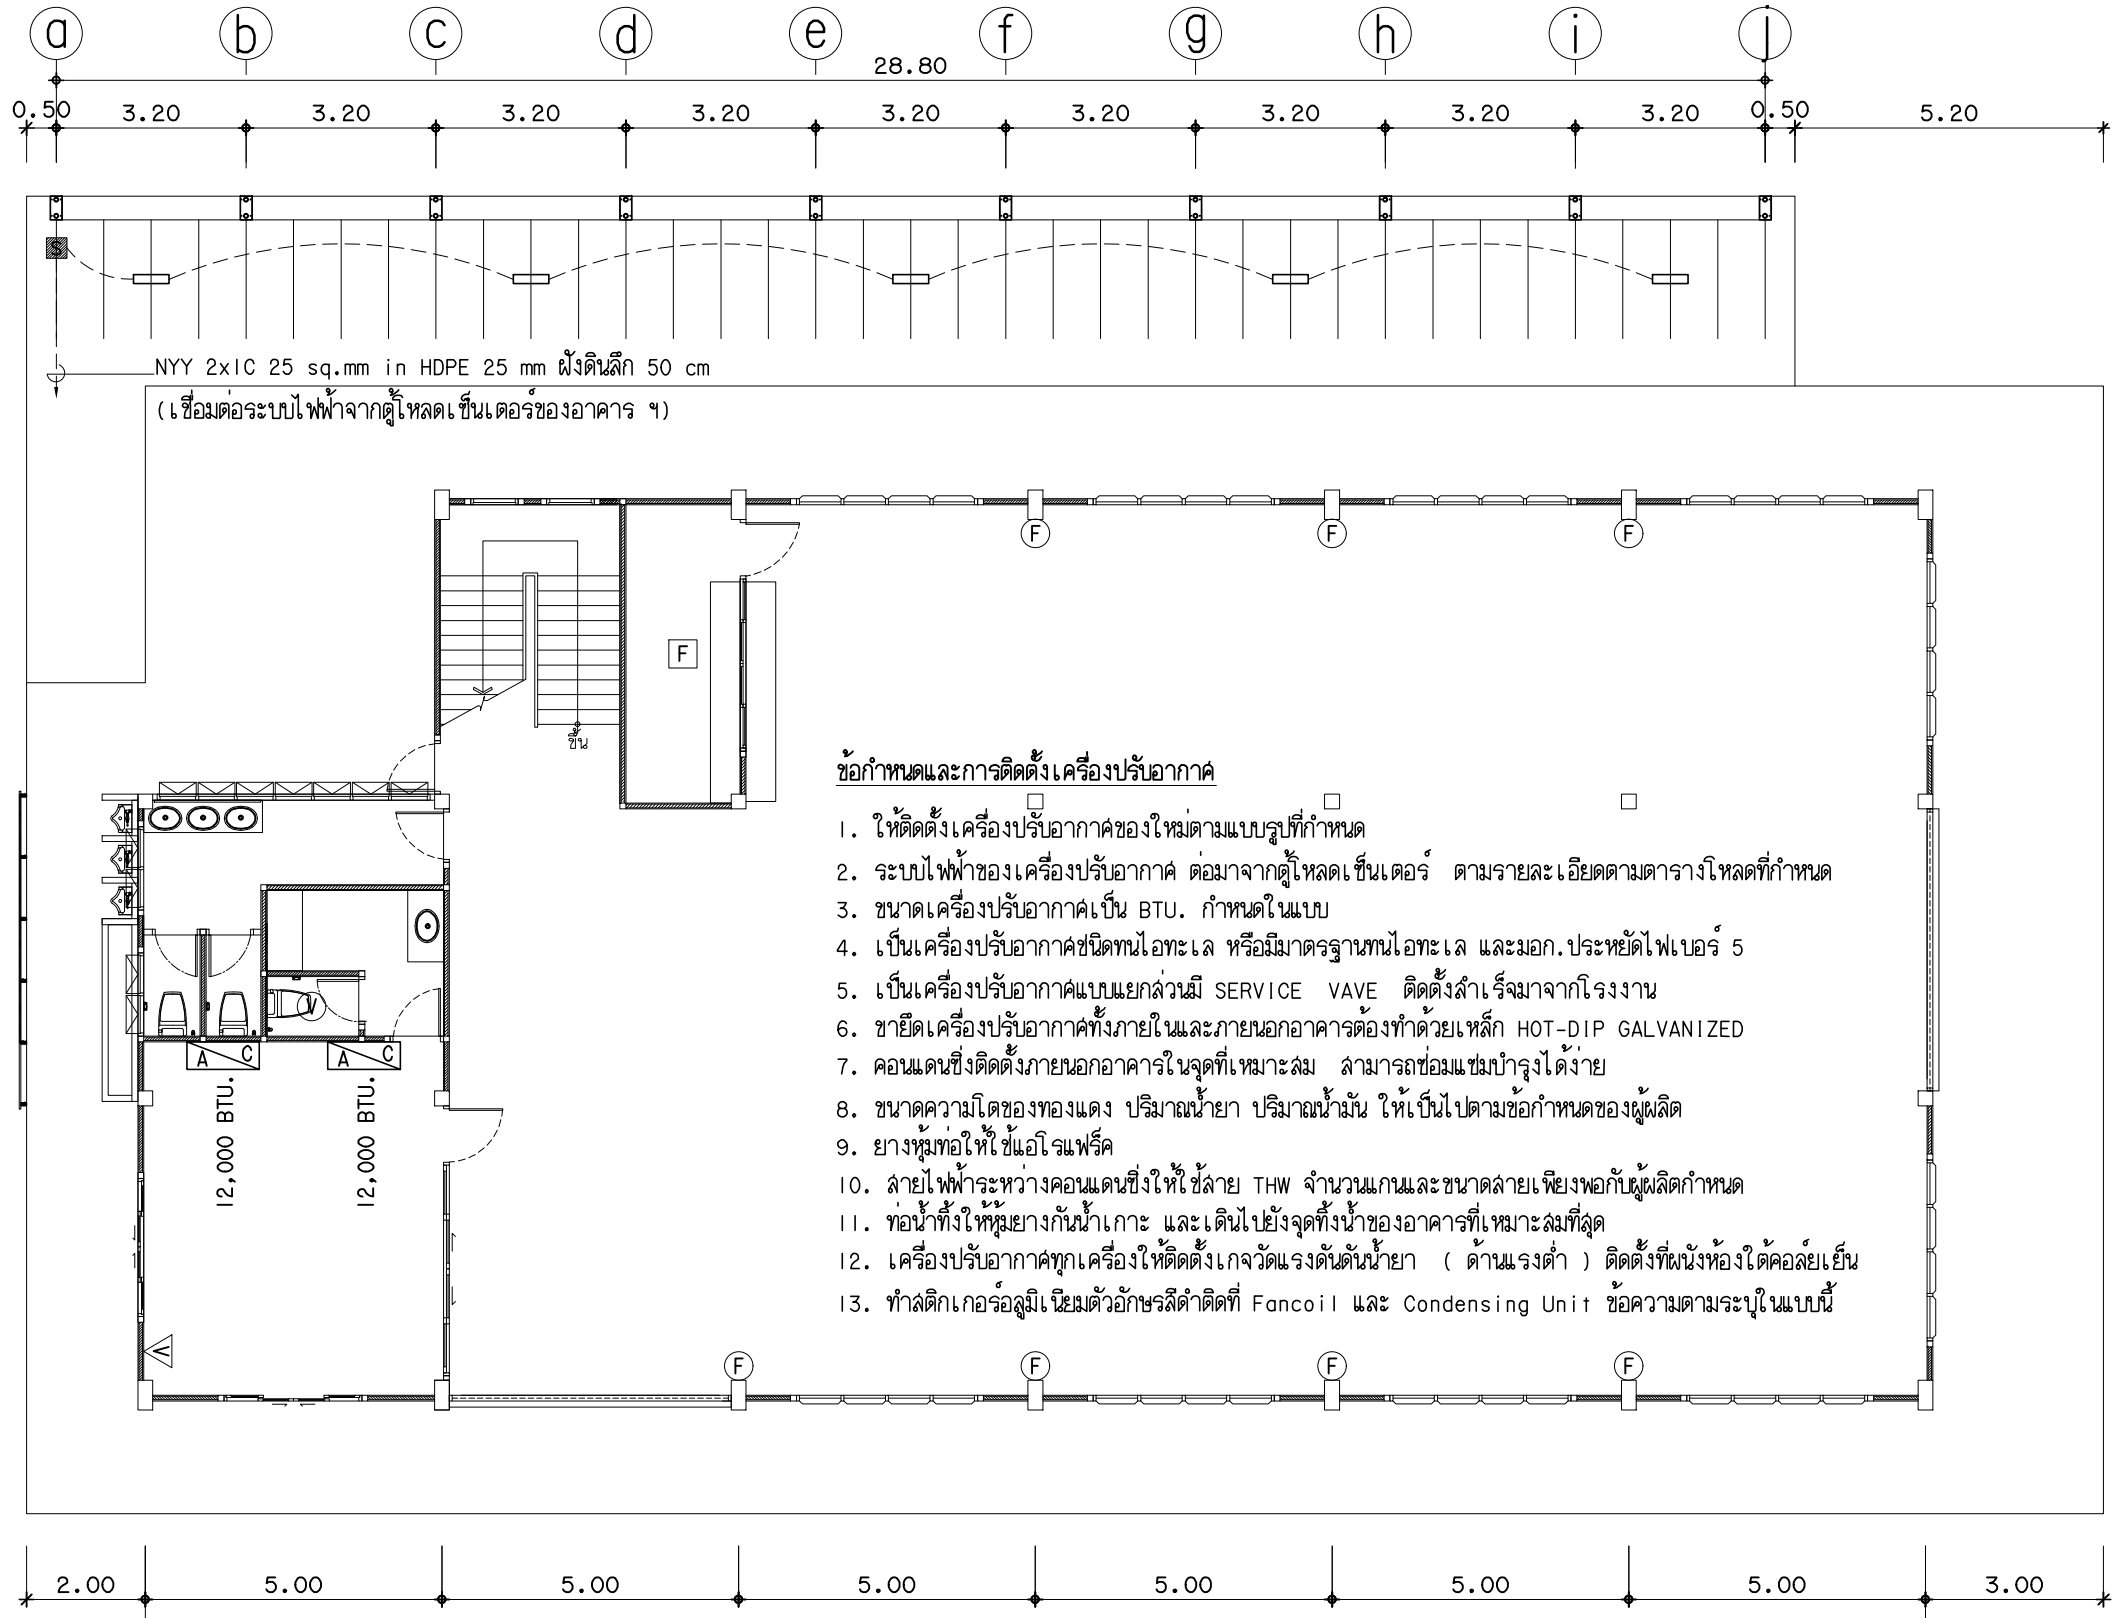 a b c d e f g h i j
28.80
0.50 3.20 3.20 3.20 3.20 3.20 3.20 3.20 3.20 3.20 0.50 5.20
S
NYY 2x1C 25 sq.mm in HDPE 25 mm ฝังดินลึก 50 cm
(เชื่อมต่อระบบไฟฟ้าจากตู้โหลดเซ็นเตอร์ของอาคาร ฯ)
F F F
F
ขึ้น
ข้อกำหนดและการติดตั้งเครื่องปรับอากาศ
1. ให้ติดตั้งเครื่องปรับอากาศของใหม่ตามแบบรูปที่กำหนด
2. ระบบไฟฟ้าของเครื่องปรับอากาศ ต่อมาจากตู้โหลดเซ็นเตอร์ ตามรายละเอียดตามตารางโหลดที่กำหนด
3. ขนาดเครื่องปรับอากาศเป็น BTU. กำหนดในแบบ
4. เป็นเครื่องปรับอากาศชนิดทนไอทะเล หรือมีมาตรฐานทนไอทะเล และมอก.ประหยัดไฟเบอร์ 5
5. เป็นเครื่องปรับอากาศแบบแยกส่วนมี SERVICE VAVE ติดตั้งสำเร็จมาจากโรงงาน
6. ขายึดเครื่องปรับอากาศทั้งภายในและภายนอกอาคารต้องทำด้วยเหล็ก HOT-DIP GALVANIZED
7. คอนแดนซิ่งติดตั้งภายนอกอาคารในจุดที่เหมาะสม สามารถซ่อมแซมบำรุงได้ง่าย
8. ขนาดความโตของทองแดง ปริมาณน้ำยา ปริมาณน้ำมัน ให้เป็นไปตามข้อกำหนดของผู้ผลิต
9. ยางหุ้มท่อให้ใช้แอโรแฟร็ค
10. สายไฟฟ้าระหว่างคอนแดนซิ่งให้ใช้สาย THW จำนวนแกนและขนาดสายเพียงพอกับผู้ผลิตกำหนด
11. ท่อน้ำทิ้งให้หุ้มยางกันน้ำเกาะ และเดินไปยังจุดทิ้งน้ำของอาคารที่เหมาะสมที่สุด
12. เครื่องปรับอากาศทุกเครื่องให้ติดตั้งเกจวัดแรงดันดันน้ำยา ( ด้านแรงต่ำ ) ติดตั้งที่ผนังห้องใต้คอล์ยเย็น
13. ทำสติกเกอร์อลูมิเนียมตัวอักษรสีดำติดที่ Fancoil และ Condensing Unit ข้อความตามระบุในแบบนี้
V
A C A C
12,000 BTU. 12,000 BTU.
V
F F F F
2.00 5.00 5.00 5.00 5.00 5.00 5.00 3.00